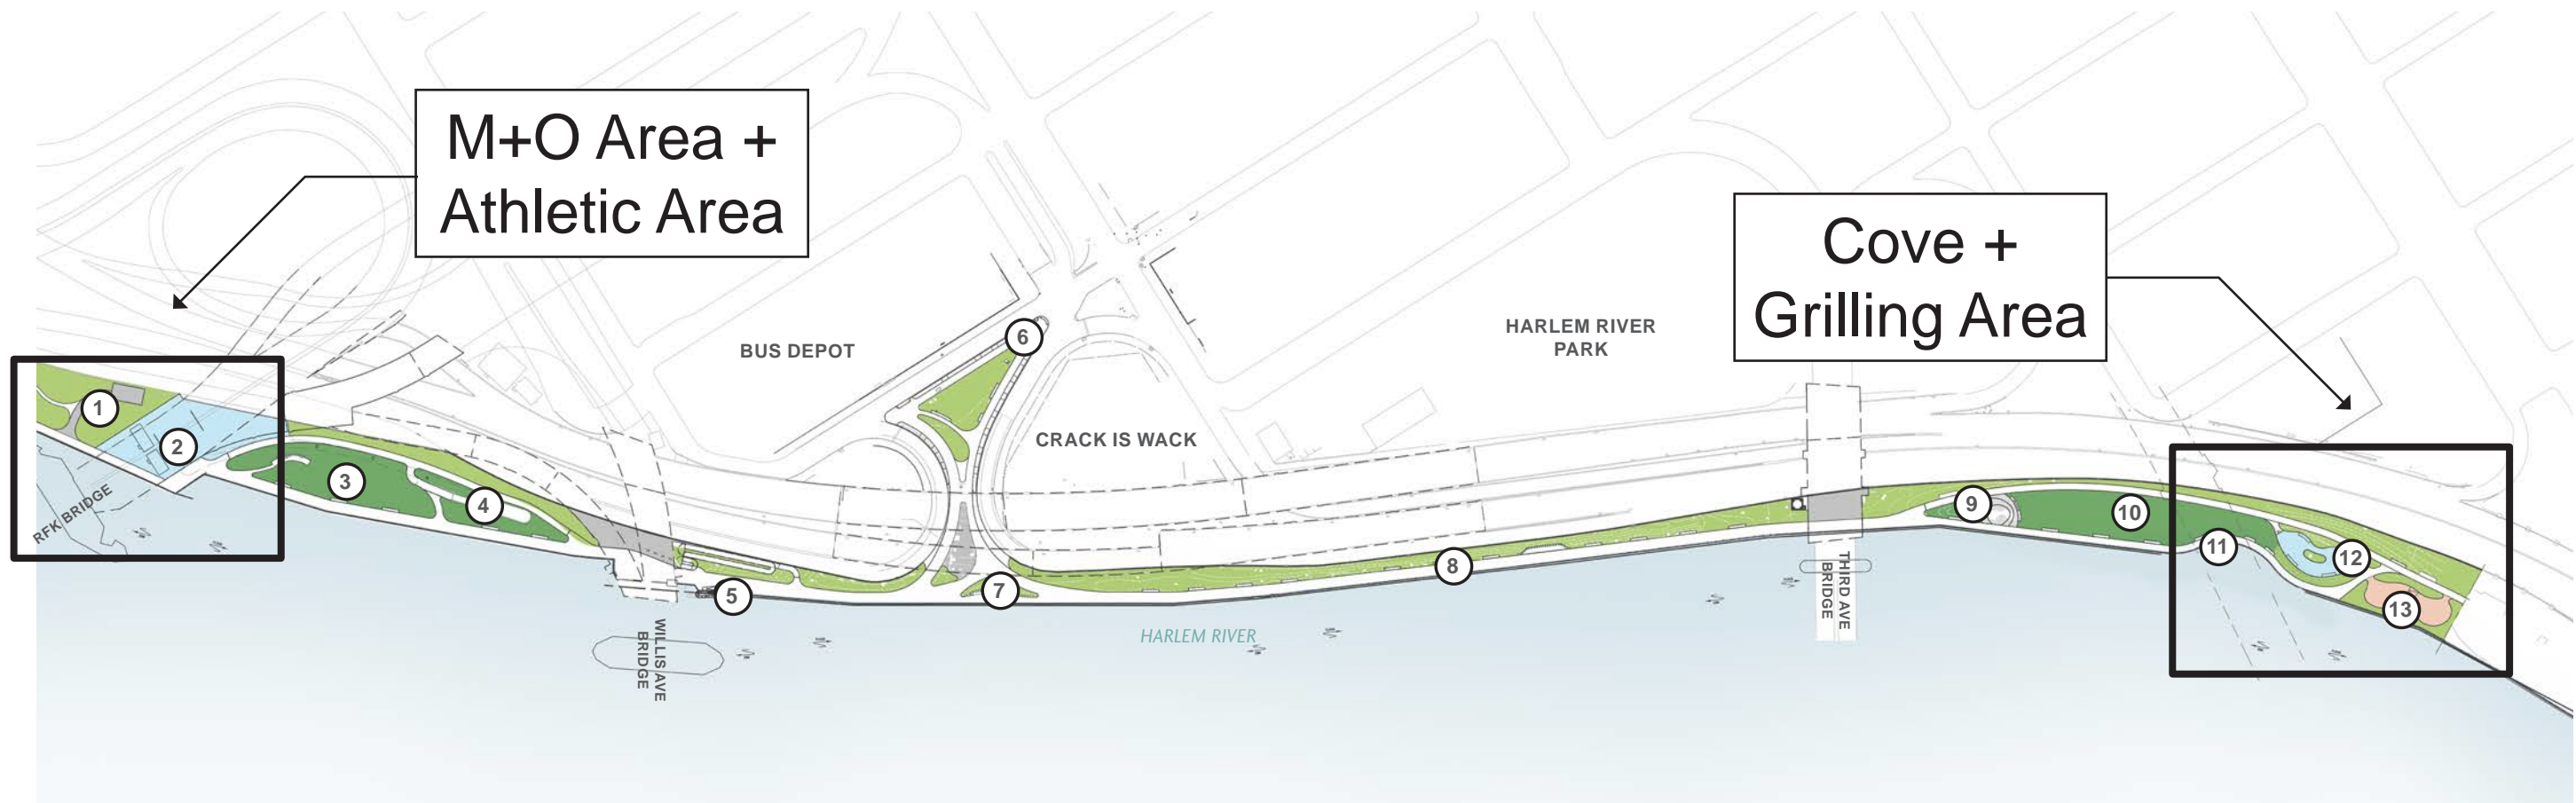 M+O Area +
Athletic Area
Cove +
Grilling Area
BUS DEPOT
CRACK IS WACK
HARLEM RIVER
PARK
RFK BRIDGE
WILLIS AVE
BRIDGE
HARLEM RIVER
THIRD AVE
BRIDGE
1
2
3
4
5
6
7
8
9
10
11
12
13